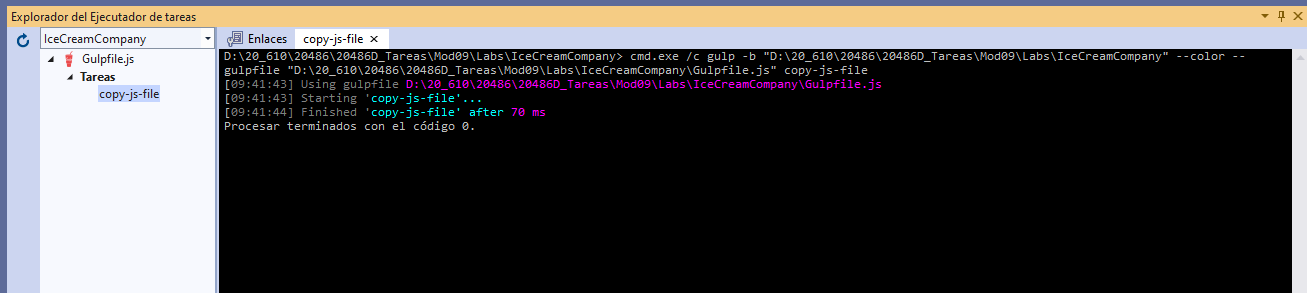 Explorador del Ejecutador de tareas
IceCreamCompany
Gulpfile.js
Tareas
copy-js-file
Enlaces
copy-js-file
D:\20_610\20486\20486D_Tareas\Mod09\Labs\IceCreamCompany> cmd.exe /c gulp -b "D:\20_610\20486\20486D_Tareas\Mod09\Labs\IceCreamCompany" --color --
gulpfile "D:\20_610\20486\20486D_Tareas\Mod09\Labs\IceCreamCompany\Gulpfile.js" copy-js-file
[09:41:43] Using gulpfile D:\20_610\20486\20486D_Tareas\Mod09\Labs\IceCreamCompany\Gulpfile.js
[09:41:43] Starting 'copy-js-file'...
[09:41:44] Finished 'copy-js-file' after 70 ms
Procesar terminados con el código 0.